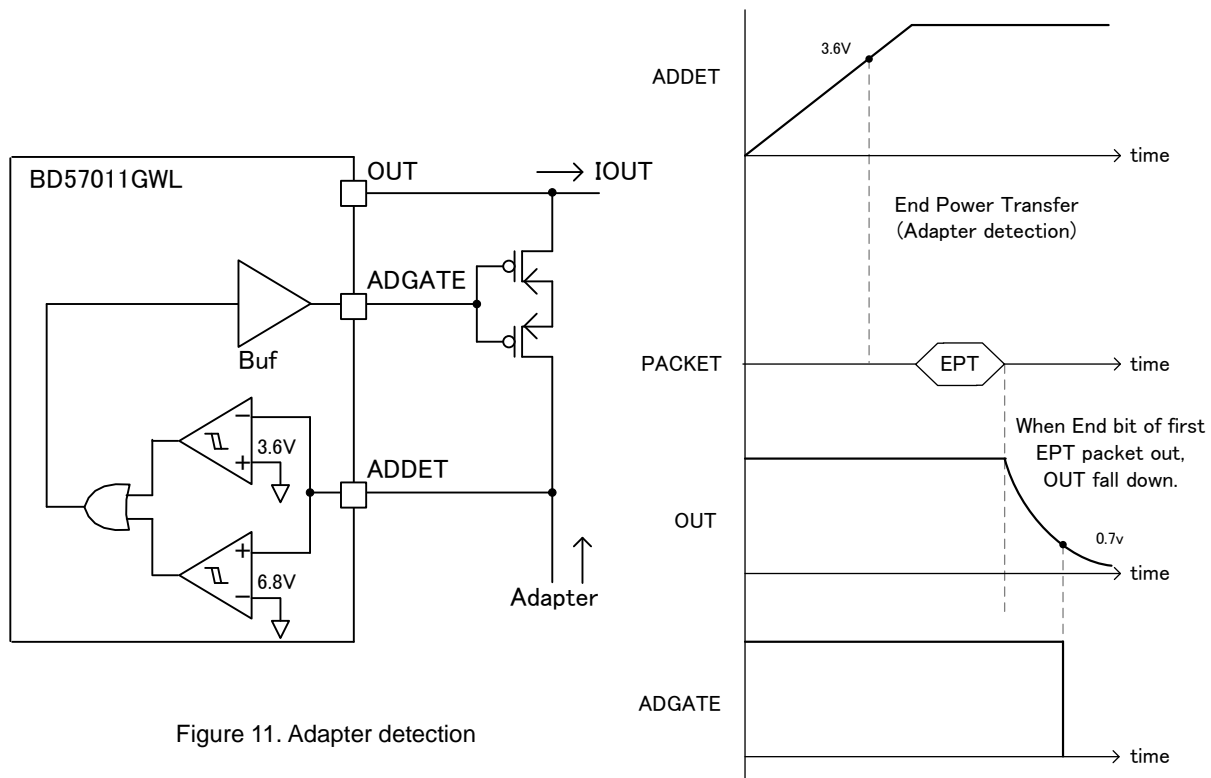 BD57011GWL
OUT
IOUT
ADGATE
Buf
3.6V
ADDET
6.8V
Adapter
Figure 11. Adapter detection
ADDET
3.6V
time
End Power Transfer
(Adapter detection)
PACKET
EPT
time
When End bit of first
EPT packet out,
OUT fall down.
OUT
0.7v
time
ADGATE
time